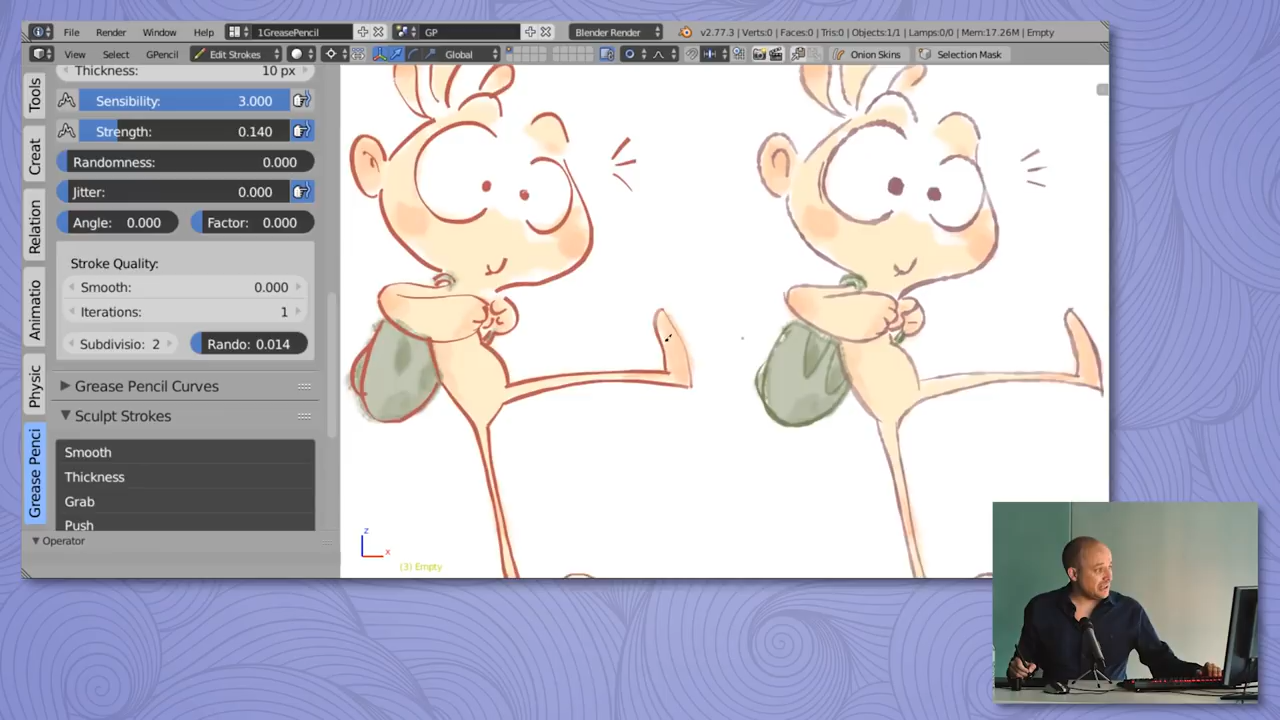 File Render Window Help 1GreasePencil GP Blender Render v2.77.3 | Verts:0 | Faces:0 | Tris:0 | Objects:1/1 | Lamps:0/0 | Mem:17.26M | Empty
View Select GPencil Edit Strokes Global Onion Skins Selection Mask
Tools
Creat
Relation
Animatio
Physic
Grease Penci
Thickness: 10 px
Sensibility: 3.000
Strength: 0.140
Randomness: 0.000
Jitter: 0.000
Angle: 0.000 Factor: 0.000
Stroke Quality:
Smooth: 0.000
Iterations: 1
Subdivisio: 2 Rando: 0.014
Grease Pencil Curves
Sculpt Strokes
Smooth
Thickness
Grab
Push
Operator
z
x
(3) Empty